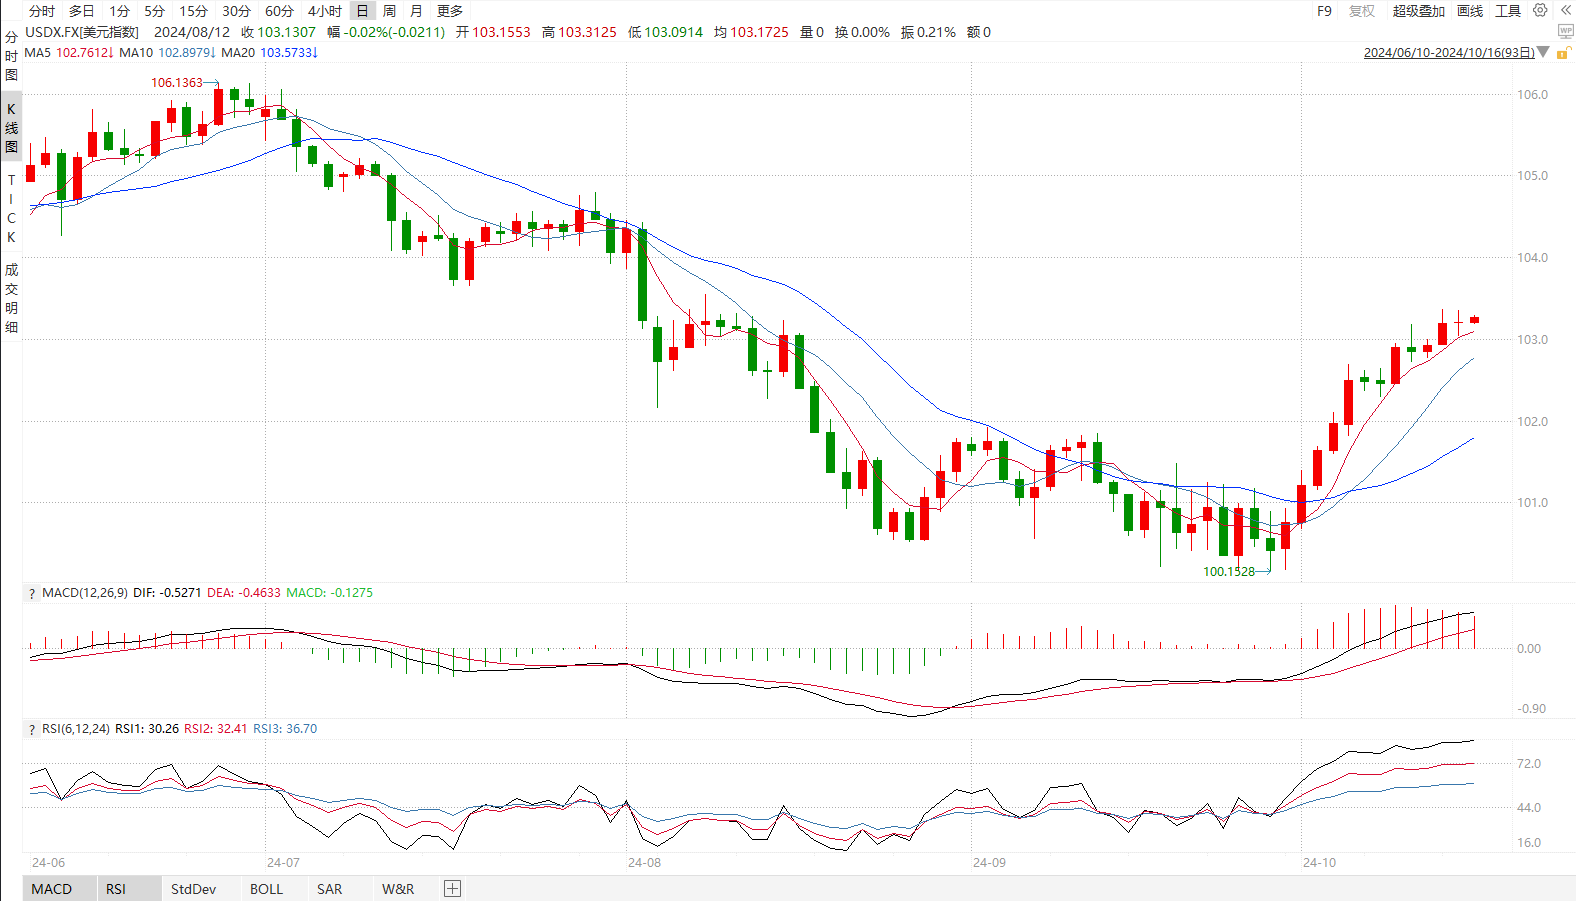 分时 多日 1分 5分 15分 30分 60分 4小时 日 周 月 更多 F9 复权 超级叠加 画线 工具
USDX.FX[美元指数] 2024/08/12 收 103.1307 幅 -0.02%(-0.0211) 开 103.1553 高 103.3125 低 103.0914 均 103.1725 量 0 换 0.00% 振 0.21% 额 0
WP
MA5 102.7612↓ MA10 102.8979↓ MA20 103.5733↓ 2024/06/10-2024/10/16(93日)
分时图
K线图
TICK
成交明细
106.1363
106.0
105.0
104.0
103.0
102.0
101.0
100.1528
? MACD(12,26,9) DIF: -0.5271 DEA: -0.4633 MACD: -0.1275
0.00
-0.90
? RSI(6,12,24) RSI1: 30.26 RSI2: 32.41 RSI3: 36.70
72.0
44.0
16.0
24-06 24-07 24-08 24-09 24-10
MACD RSI StdDev BOLL SAR W&R